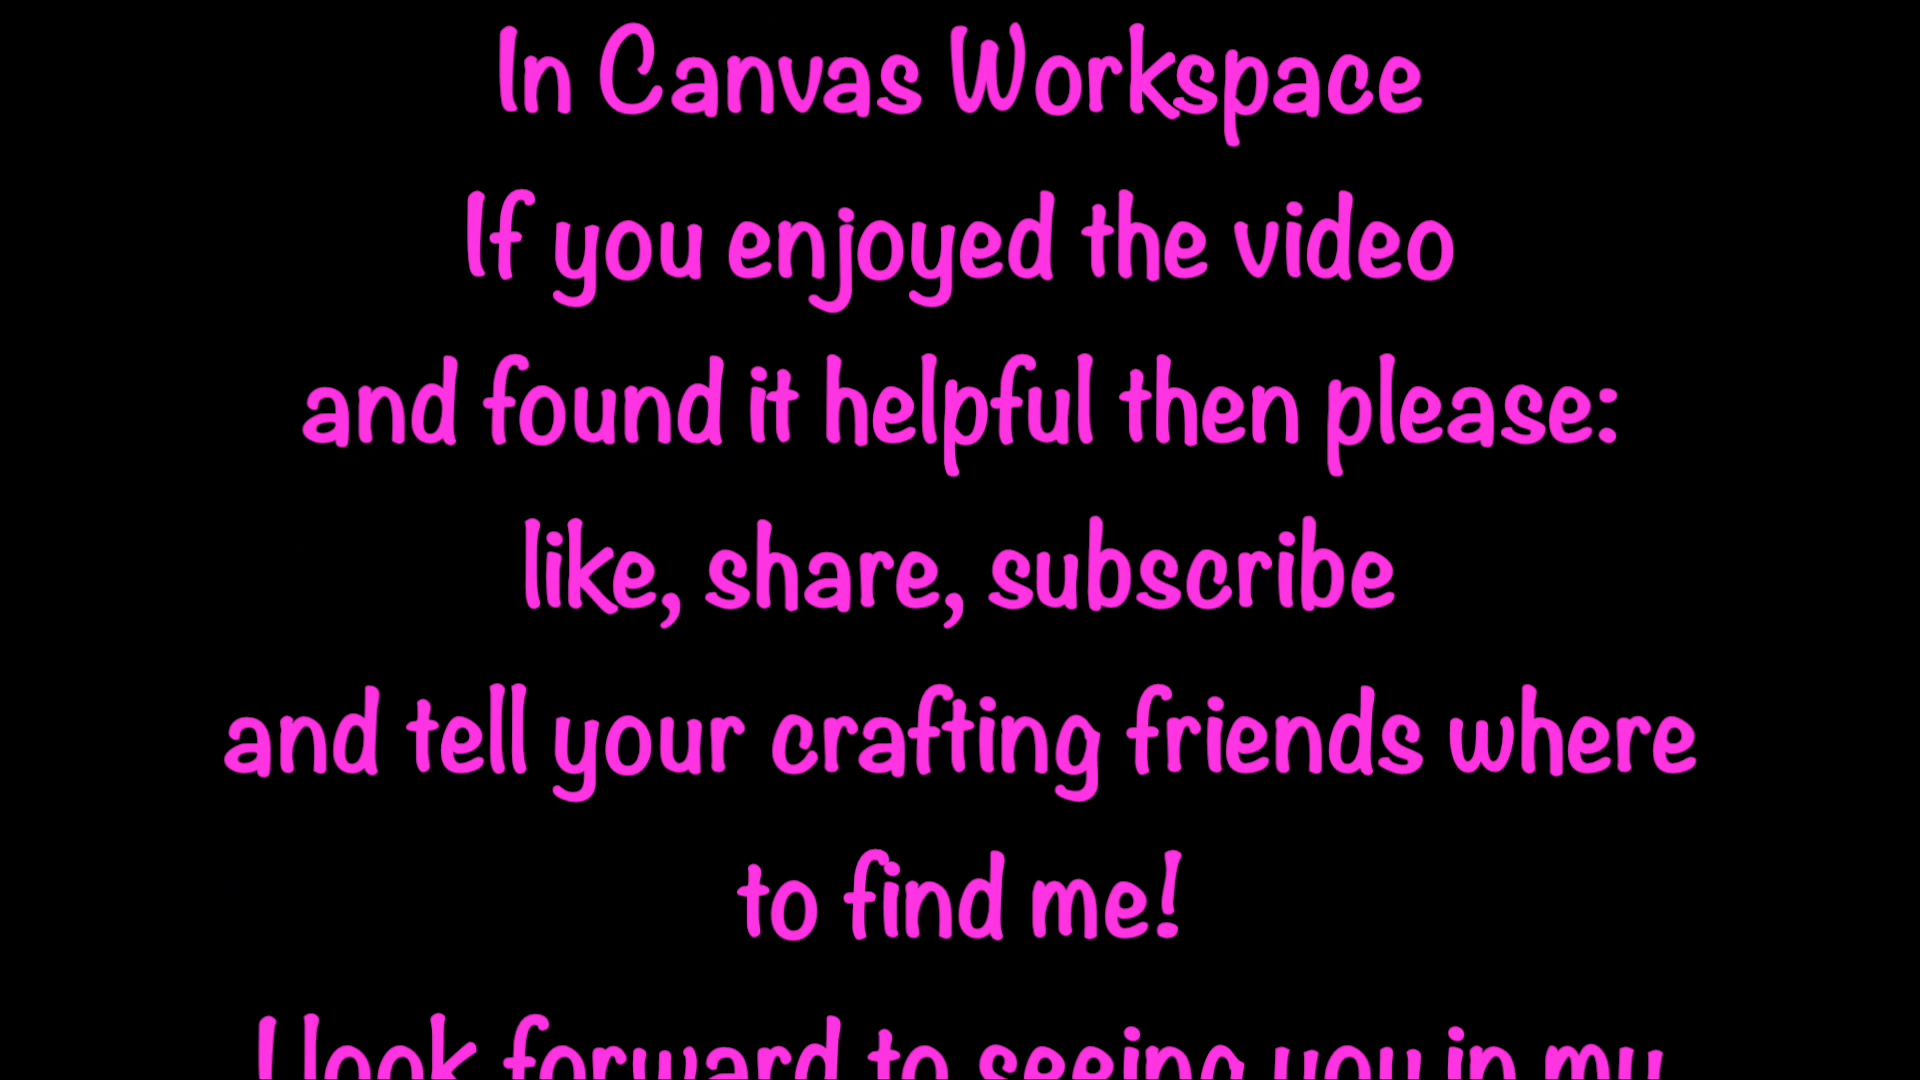 In Canvas Workspace
If you enjoyed the video
and found it helpful then please:
like, share, subscribe
and tell your crafting friends where
to find me!
I look forward to seeing you in my